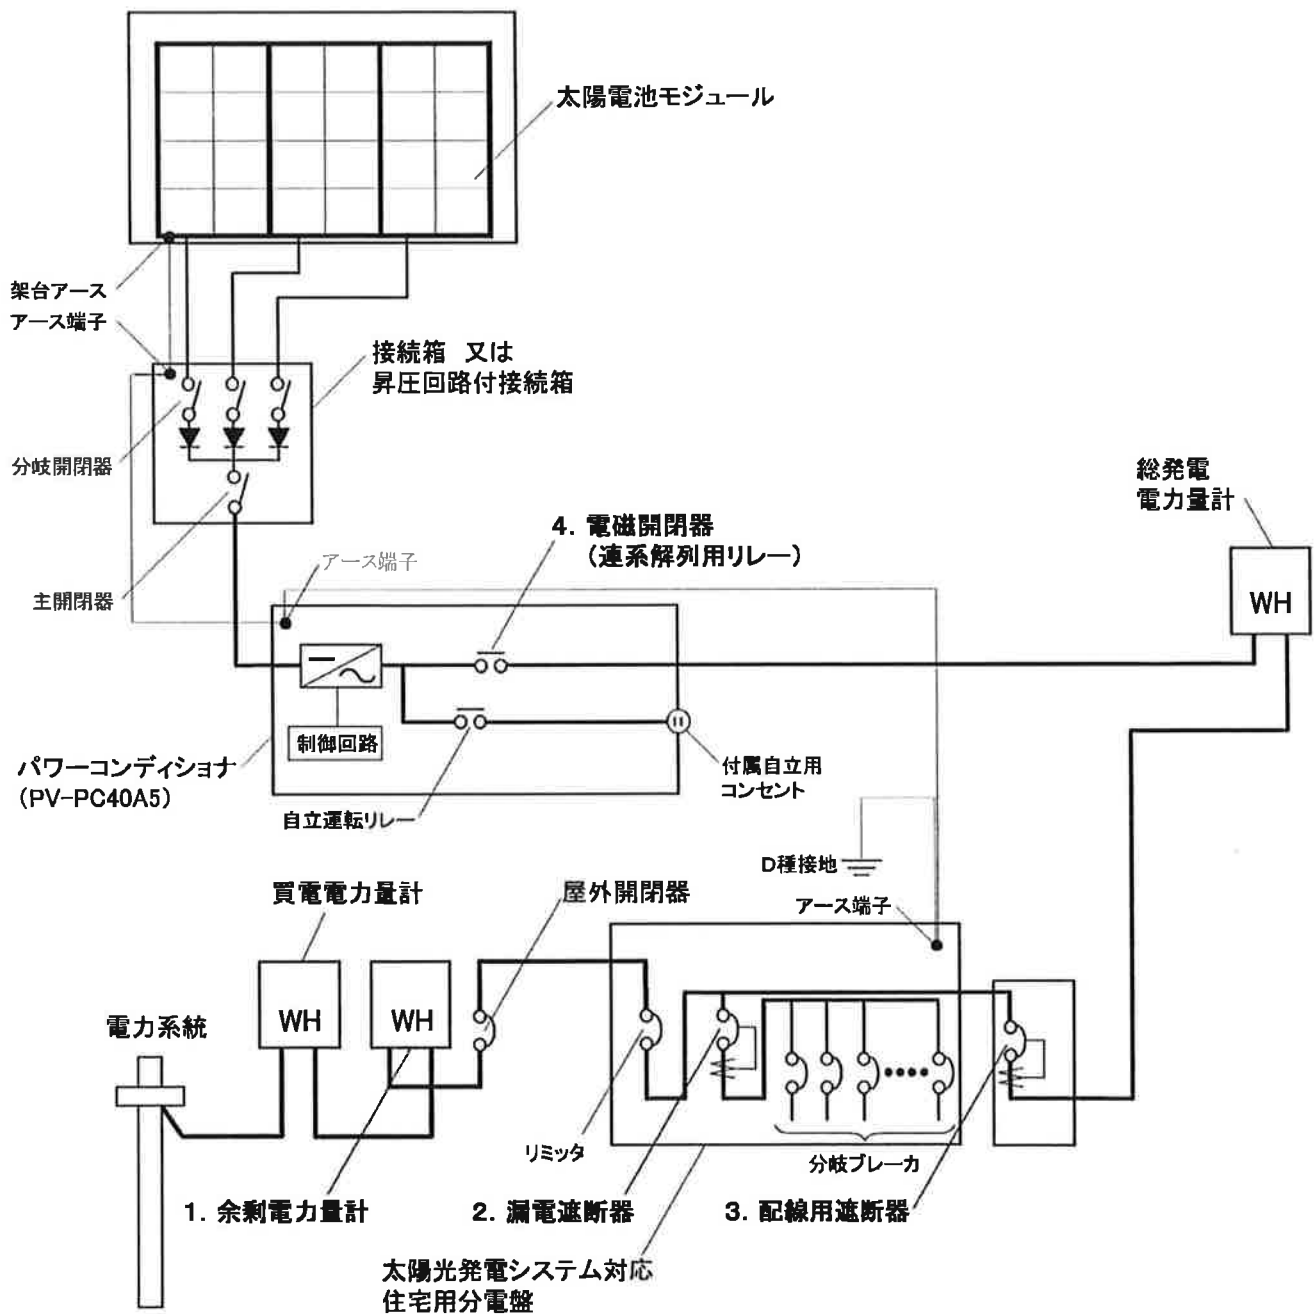 太陽電池モジュール
架台アース
アース端子
接続箱 又は
昇圧回路付接続箱
分岐開閉器
総発電
電力量計
4. 電磁開閉器
(連系解列用リレー)
アース端子
主開閉器
WH
制御回路
パワーコンディショナ
(PV-PC40A5)
付属自立用
コンセント
自立運転リレー
D種接地
買電電力量計
屋外開閉器
アース端子
電力系統
WH
WH
リミッタ
分岐ブレーカ
1. 余剰電力量計
2. 漏電遮断器
3. 配線用遮断器
太陽光発電システム対応
住宅用分電盤